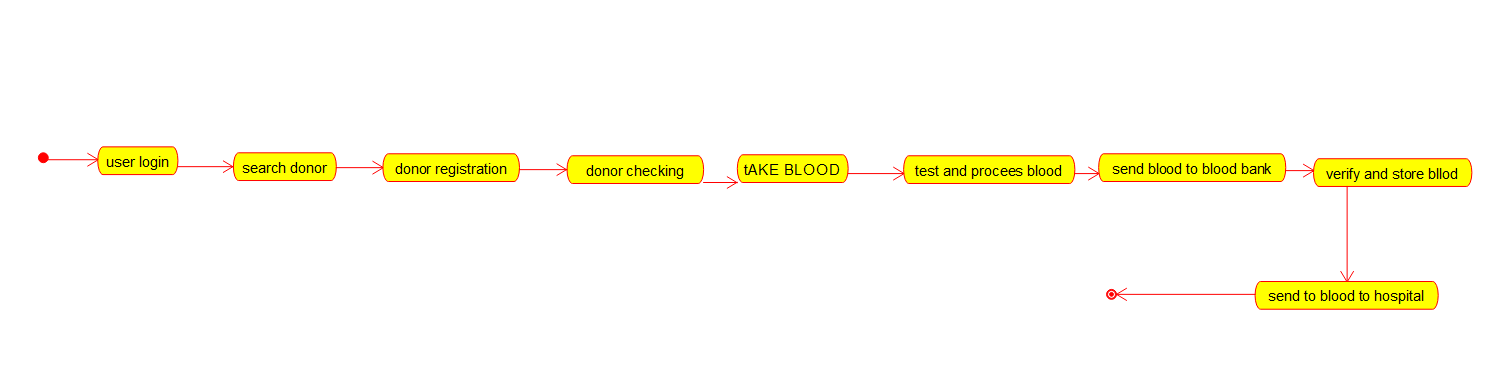 user login
search donor
donor registration
donor checking
tAKE BLOOD
test and procees blood
send blood to blood bank
verify and store bllod
send to blood to hospital